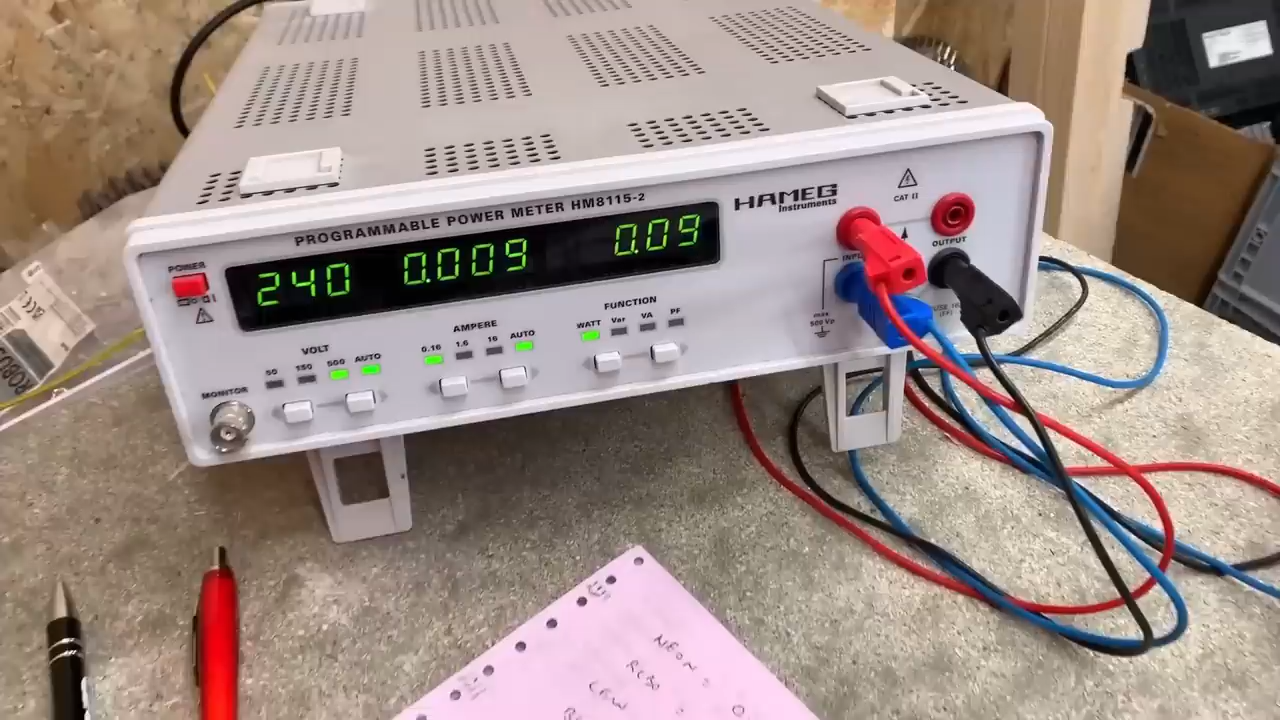 PROGRAMMABLE POWER METER HM8115-2
HAMEG
Instruments
CAT II
POWER
240 0.009 0.09
INPUT
OUTPUT
max
500 Vp
VOLT
50 150 500 AUTO
AMPERE
0.16 1.6 16 AUTO
FUNCTION
WATT Var VA PF
MONITOR
NEON